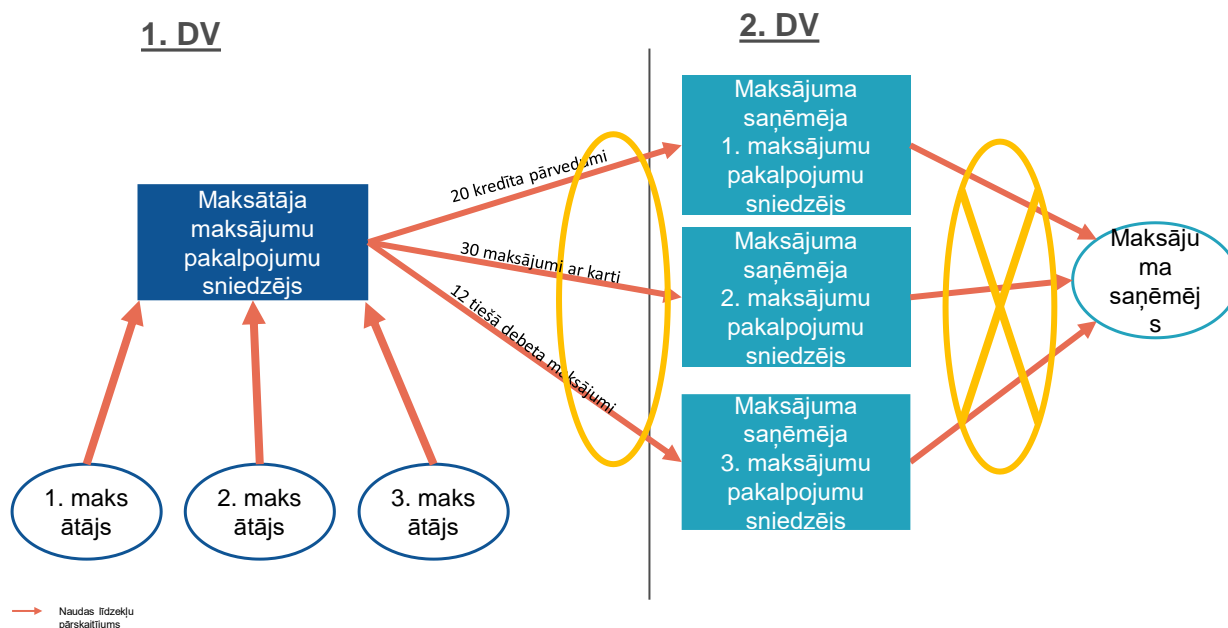 1. DV
2. DV
Maksātāja
maksājumu
pakalpojumu
sniedzējs
20 kredīta pārvedumi
30 maksājumi ar karti
12 tiešā debeta maksājumi
Maksājuma
saņēmēja
1. maksājumu
pakalpojumu
sniedzējs
Maksājuma
saņēmēja
2. maksājumu
pakalpojumu
sniedzējs
Maksājuma
saņēmēja
3. maksājumu
pakalpojumu
sniedzējs
Maksāju
ma
saņēmēj
s
1. maks
ātājs
2. maks
ātājs
3. maks
ātājs
Naudas līdzekļu
pārskaitījums